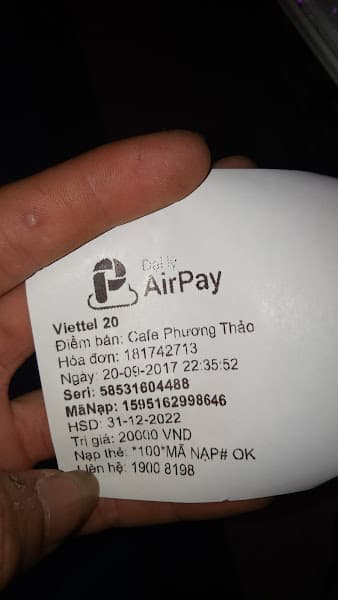 Đại lý
AirPay
Viettel 20
Điểm bán: Cafe Phương Thảo
Hóa đơn: 181742713
Ngày: 20-09-2017 22:35:52
Seri: 58531604488
MãNạp: 1595162998646
HSD: 31-12-2022
Trị giá: 20000 VND
Nạp thẻ: *100*MÃ NẠP# OK
Liên hệ: 1900 8198